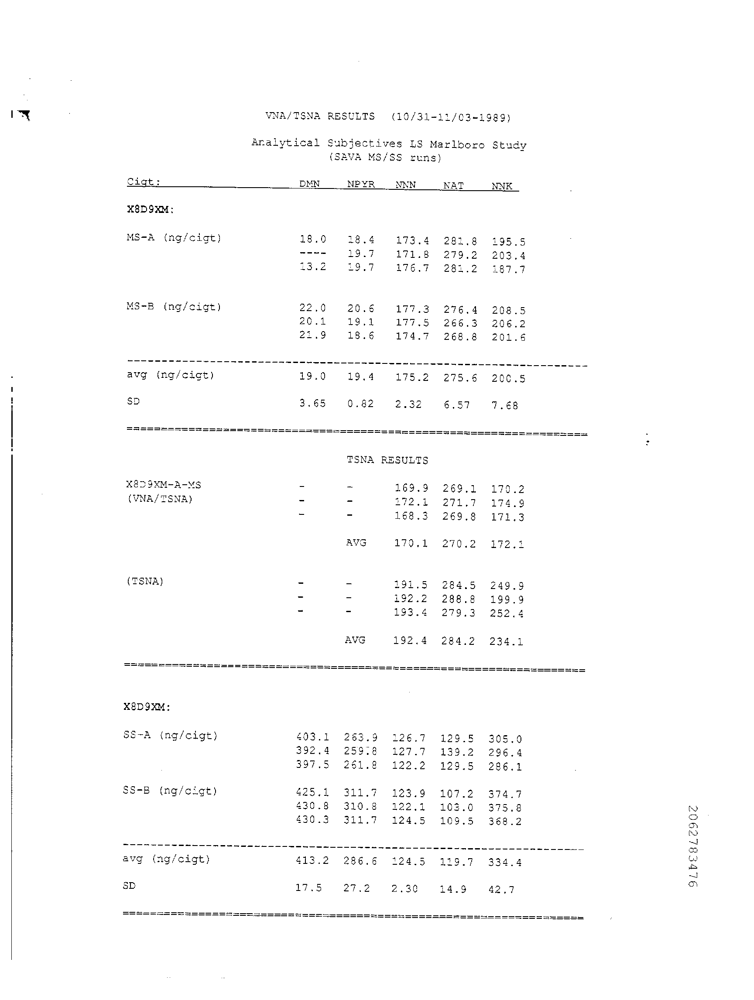 VNA/TSNA RESULTS (10/31-11/03-1989)
Analytical Subjectives LS Marlboro Study
(SAVA MS/SS runs)
Cigt: DMN NPYR NNN NAT NNK
X8D9XM:
MS-A (ng/cigt) 18.0 18.4 173.4 281.8 195.5
---- 19.7 171.8 279.2 203.4
13.2 19.7 176.7 281.2 187.7
MS-B (ng/cigt) 22.0 20.6 177.3 276.4 208.5
20.1 19.1 177.5 266.3 206.2
21.9 18.6 174.7 268.8 201.6
avg (ng/cigt) 19.0 19.4 175.2 275.6 200.5
SD 3.65 0.82 2.32 6.57 7.68
TSNA RESULTS
X8D9XM-A-MS - - 169.9 269.1 170.2
(VNA/TSNA) - - 172.1 271.7 174.9
- - 168.3 269.8 171.3
AVG 170.1 270.2 172.1
(TSNA) - - 191.5 284.5 249.9
- - 192.2 288.8 199.9
- - 193.4 279.3 252.4
AVG 192.4 284.2 234.1
X8D9XM:
SS-A (ng/cigt) 403.1 263.9 126.7 129.5 305.0
392.4 259.8 127.7 139.2 296.4
397.5 261.8 122.2 129.5 286.1
SS-B (ng/cigt) 425.1 311.7 123.9 107.2 374.7
430.8 310.8 122.1 103.0 375.8
430.3 311.7 124.5 109.5 368.2
avg (ng/cigt) 413.2 286.6 124.5 119.7 334.4
SD 17.5 27.2 2.30 14.9 42.7
2062783476